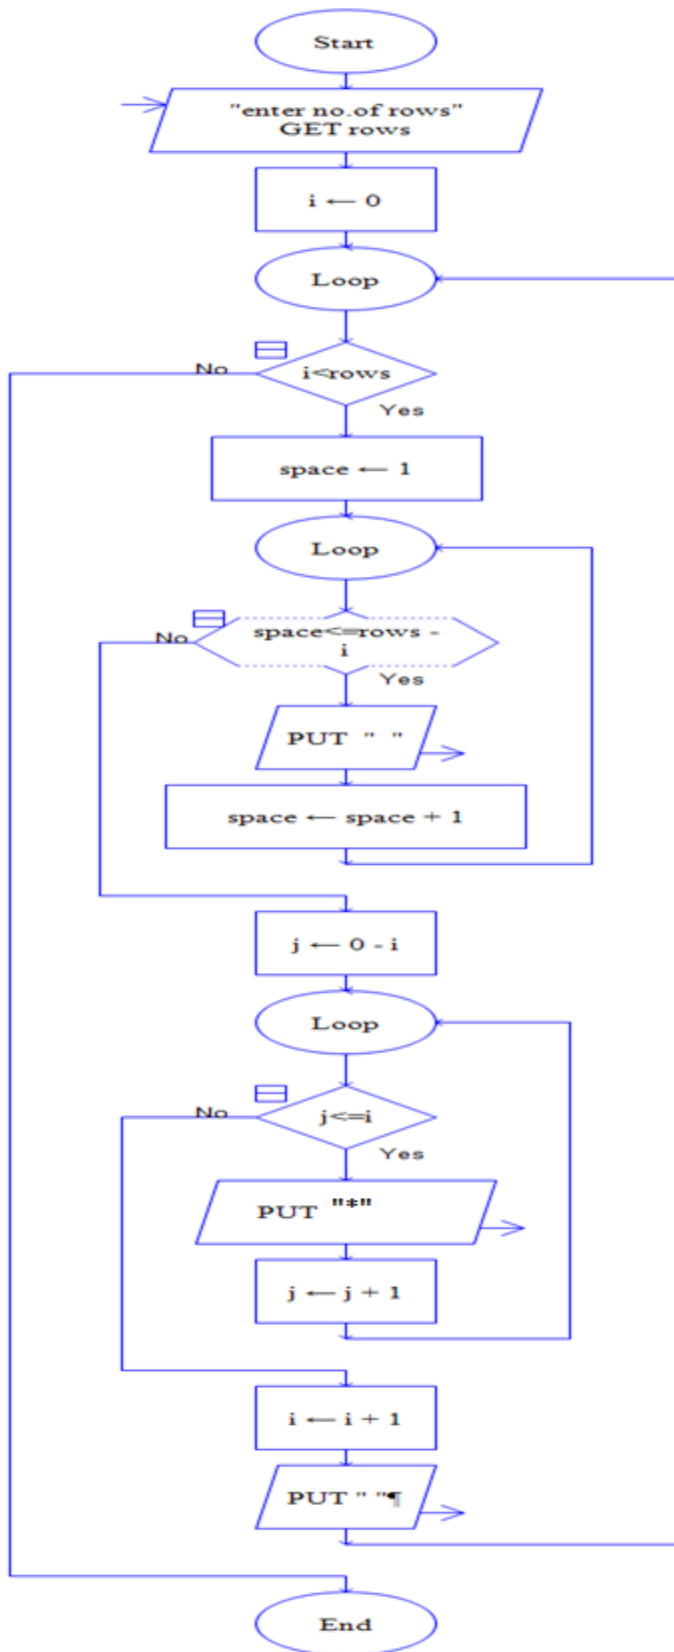 Start
"enter no.of rows"
GET rows
i ← 0
Loop
i<rows
No
Yes
space ← 1
Loop
space<=rows -
i
No
Yes
PUT " "
space ← space + 1
j ← 0 - i
Loop
j<=i
No
Yes
PUT "*"
j ← j + 1
i ← i + 1
PUT " "¶
End